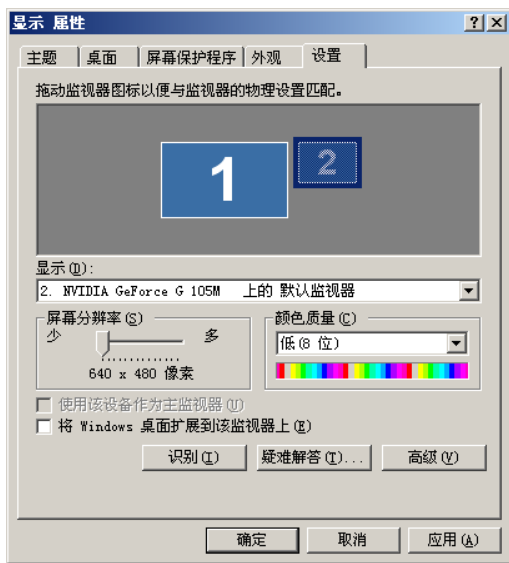 显示 属性
主题 桌面 屏幕保护程序 外观 设置
拖动监视器图标以便与监视器的物理设置匹配。
1 2
显示(D):
2. NVIDIA GeForce G 105M 上的 默认监视器
屏幕分辨率(S) 颜色质量(C)
少 多 低(8 位)
640 x 480 像素
使用该设备作为主监视器(U)
将 Windows 桌面扩展到该监视器上(E)
识别(I) 疑难解答(T)... 高级(V)
确定 取消 应用(A)